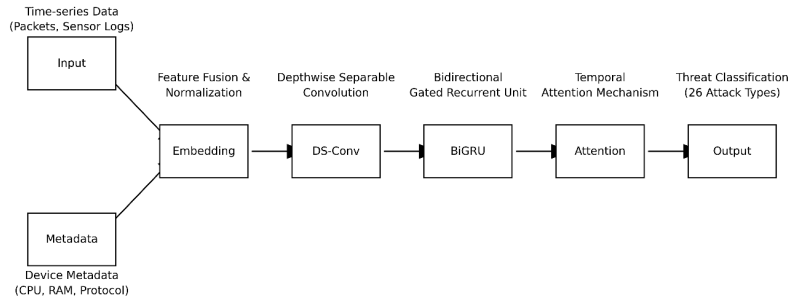 Time-series Data
(Packets, Sensor Logs)
Input
Feature Fusion &
Normalization
Embedding
Depthwise Separable
Convolution
DS-Conv
Bidirectional
Gated Recurrent Unit
BiGRU
Temporal
Attention Mechanism
Attention
Threat Classification
(26 Attack Types)
Output
Metadata
Device Metadata
(CPU, RAM, Protocol)